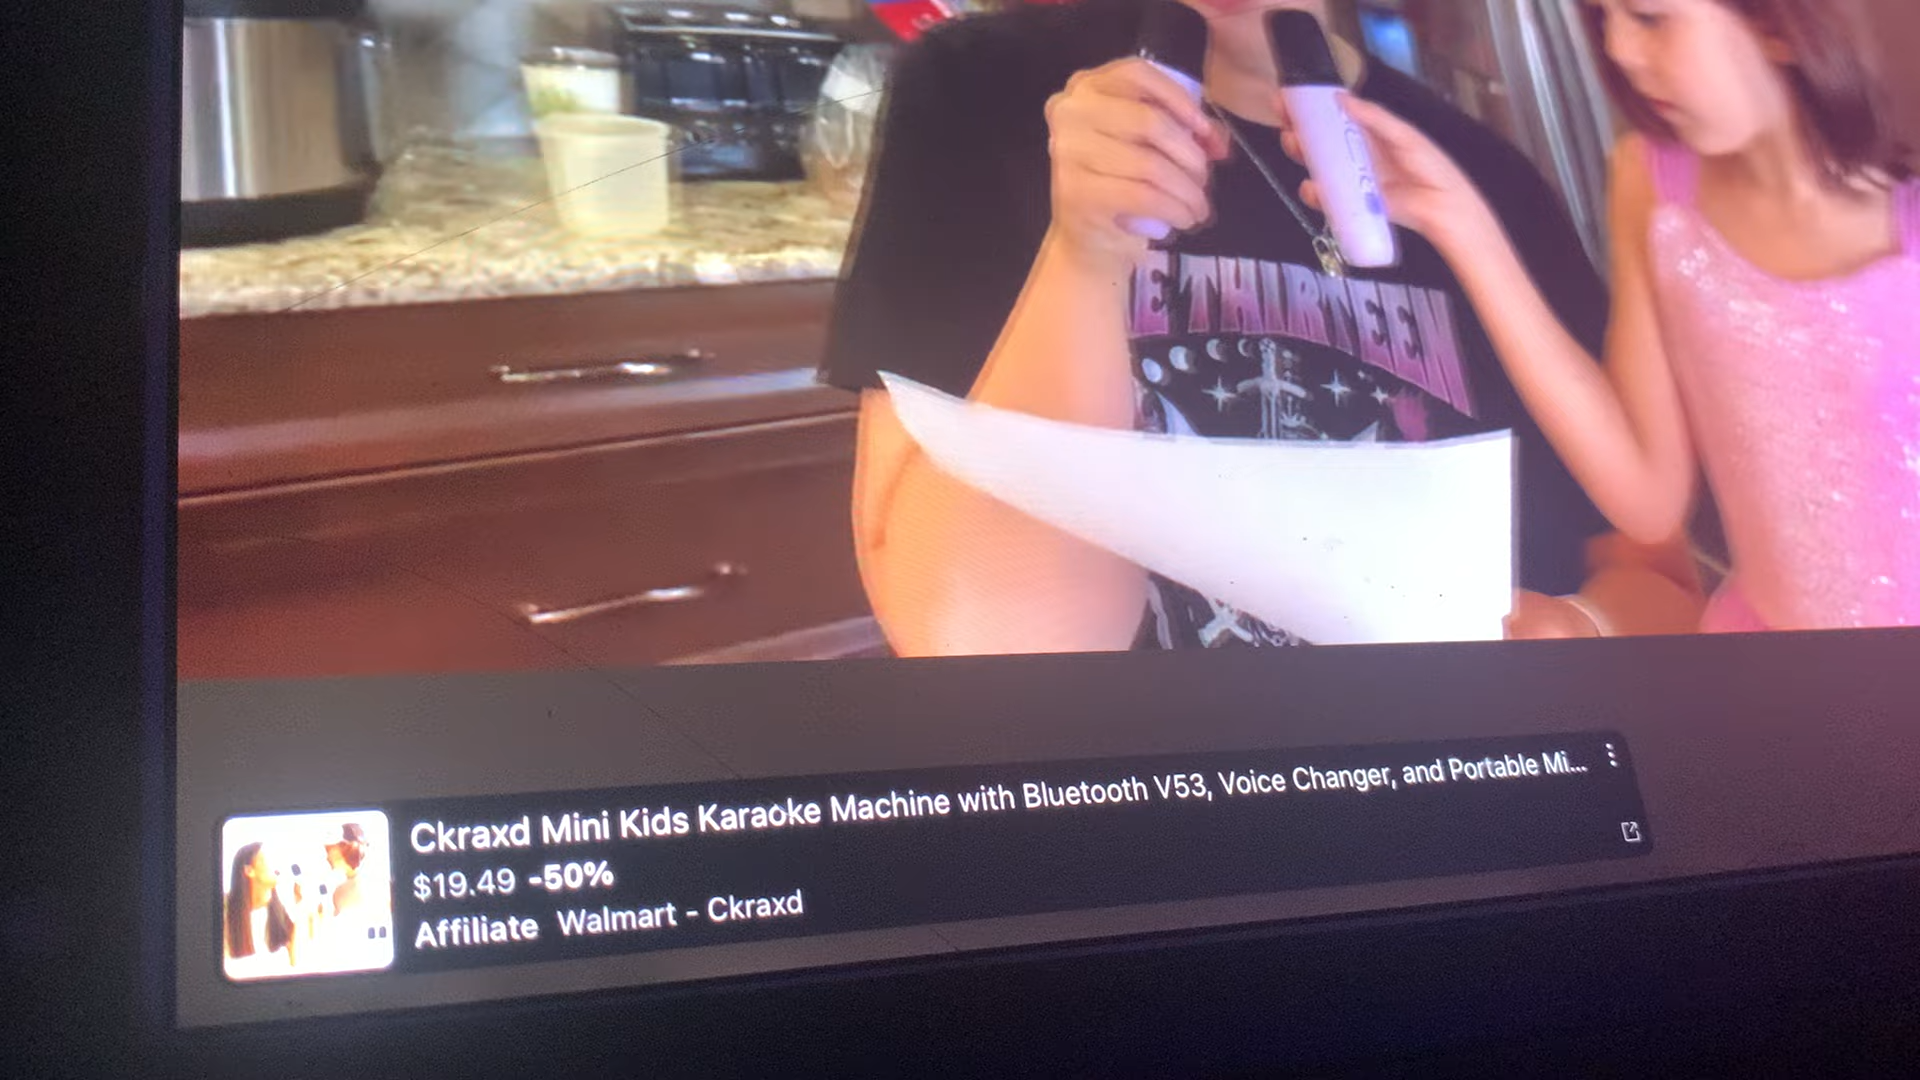 E THIRTEEN
Ckraxd Mini Kids Karaoke Machine with Bluetooth V53, Voice Changer, and Portable Mi...
$19.49 -50%
Affiliate Walmart - Ckraxd